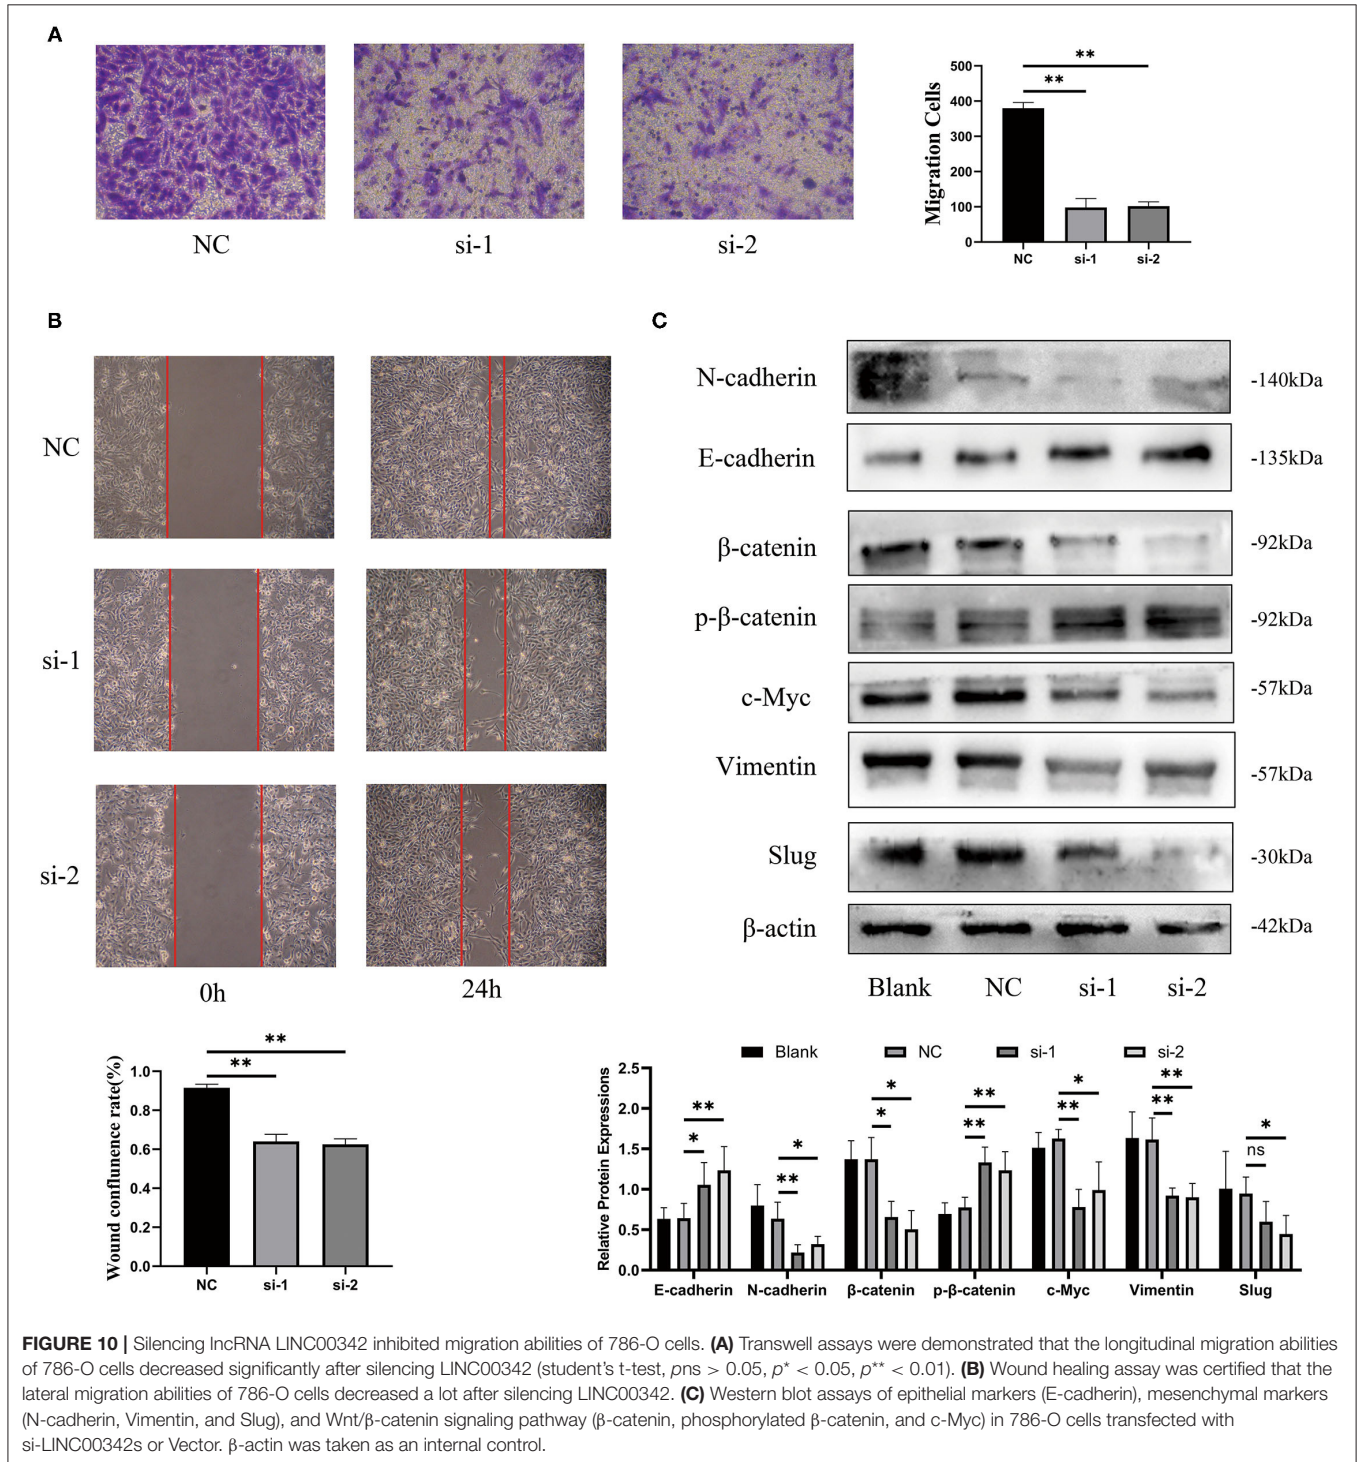 A
NC
si-1
si-2
Migration Cells
500
400
300
200
100
0
**
**
NC si-1 si-2
B
NC
si-1
si-2
0h 24h
Wound conflunence rate(%)
1.0
0.8
0.6
0.4
0.2
0.0
**
**
NC si-1 si-2
C
N-cadherin -140kDa
E-cadherin -135kDa
β-catenin -92kDa
p-β-catenin -92kDa
c-Myc -57kDa
Vimentin -57kDa
Slug -30kDa
β-actin -42kDa
Blank NC si-1 si-2
Blank NC si-1 si-2
Relative Protein Expressions
2.5
2.0
1.5
1.0
0.5
0.0
**
*
*
**
*
*
**
**
*
**
**
**
*
ns
E-cadherin N-cadherin β-catenin p-β-catenin c-Myc Vimentin Slug
FIGURE 10 | Silencing lncRNA LINC00342 inhibited migration abilities of 786-O cells. (A) Transwell assays were demonstrated that the longitudinal migration abilities
of 786-O cells decreased significantly after silencing LINC00342 (student's t-test, pns > 0.05, p* < 0.05, p** < 0.01). (B) Wound healing assay was certified that the
lateral migration abilities of 786-O cells decreased a lot after silencing LINC00342. (C) Western blot assays of epithelial markers (E-cadherin), mesenchymal markers
(N-cadherin, Vimentin, and Slug), and Wnt/β-catenin signaling pathway (β-catenin, phosphorylated β-catenin, and c-Myc) in 786-O cells transfected with
si-LINC00342s or Vector. β-actin was taken as an internal control.